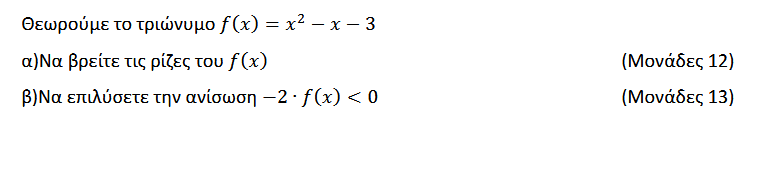 Θεωρούμε το τριώνυμο f(x) = x² − x − 3
α)Να βρείτε τις ρίζες του f(x) (Μονάδες 12)
β)Να επιλύσετε την ανίσωση −2 · f(x) < 0 (Μονάδες 13)